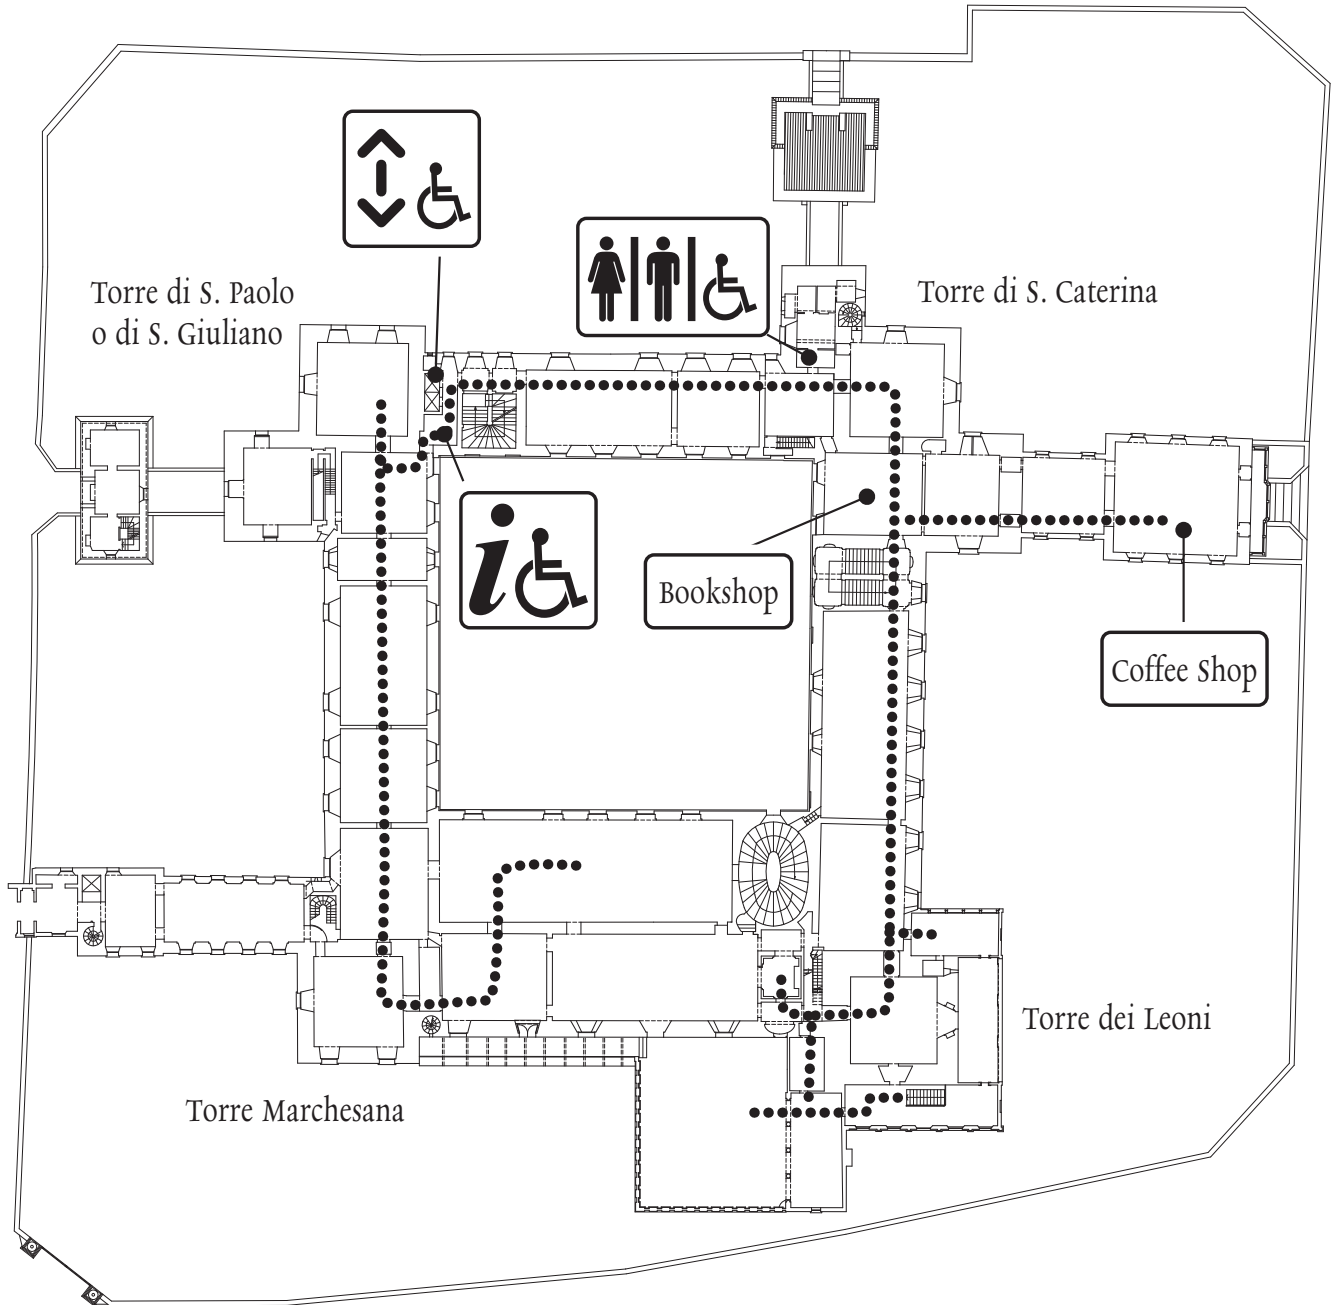 Torre di S. Paolo
o di S. Giuliano
Torre di S. Caterina
i
Bookshop
Coffee Shop
Torre dei Leoni
Torre Marchesana